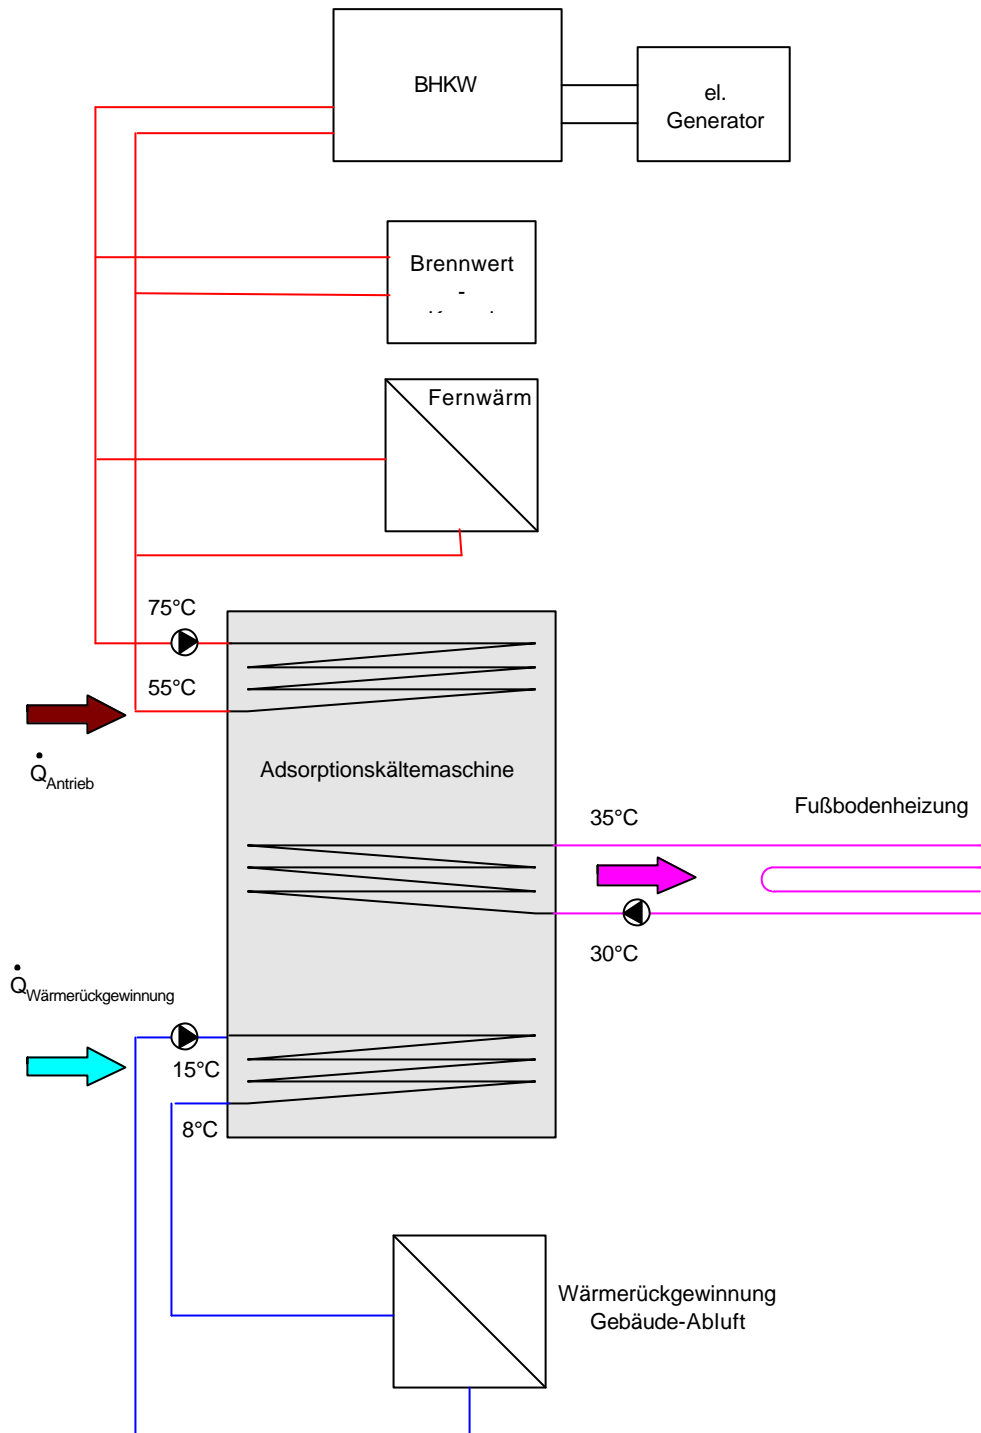 BHKW
el.
Generator
Brennwert
-
Fernwärm
75°C
55°C
Q̇Antrieb
Adsorptionskältemaschine
35°C
Fußbodenheizung
30°C
Q̇Wärmerückgewinnung
15°C
8°C
Wärmerückgewinnung
Gebäude-Abluft